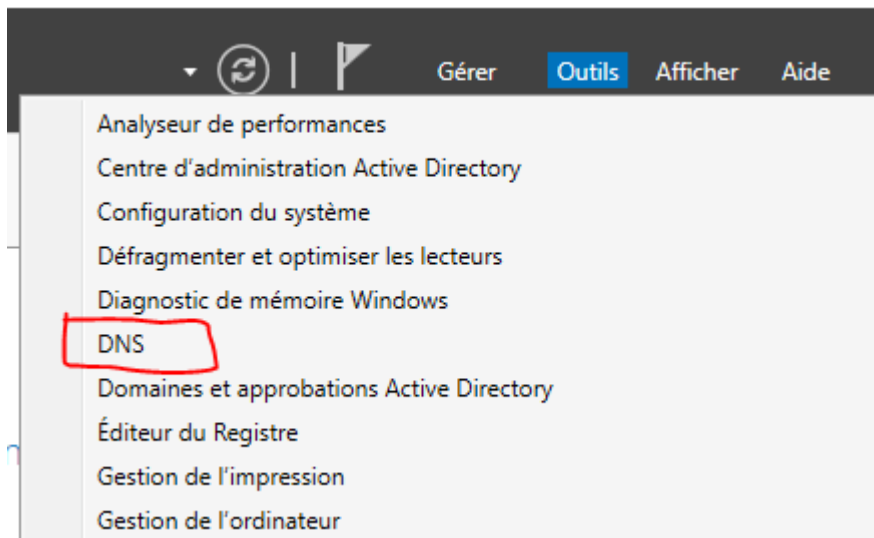 Gérer Outils Afficher Aide
Analyseur de performances
Centre d'administration Active Directory
Configuration du système
Défragmenter et optimiser les lecteurs
Diagnostic de mémoire Windows
DNS
Domaines et approbations Active Directory
Éditeur du Registre
Gestion de l'impression
Gestion de l'ordinateur